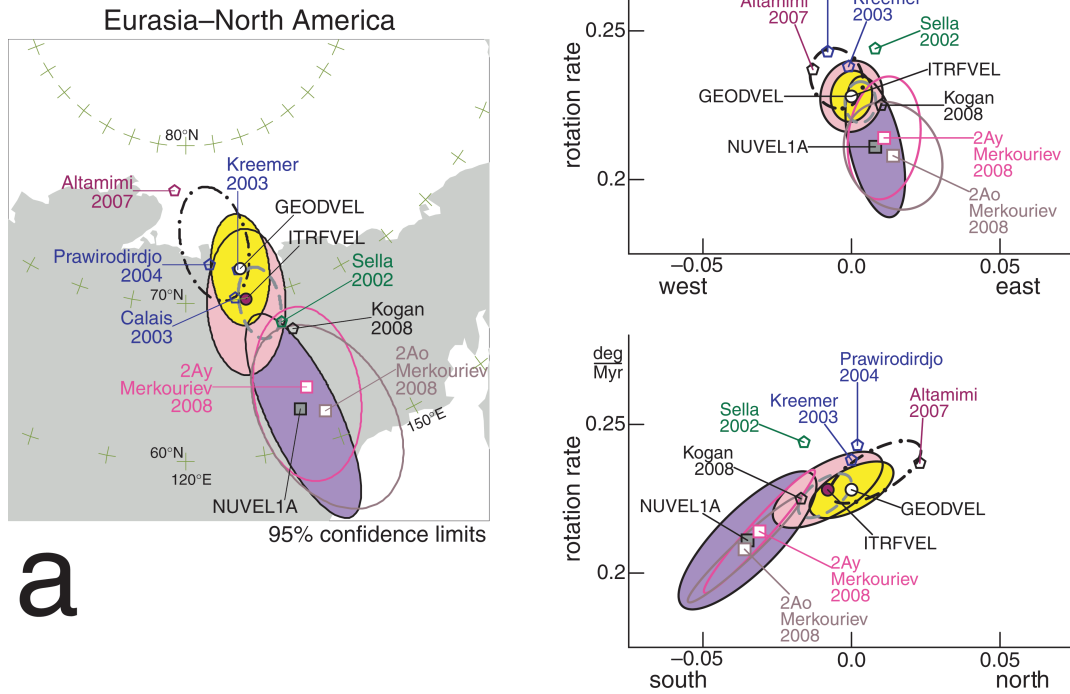 Eurasia–North America
80°N
Kreemer
2003
Altamimi
2007
GEODVEL
ITRFVEL
Prawirodirdjo
2004
Sella
2002
70°N
Calais
2003
Kogan
2008
2Ay
Merkouriev
2008
2Ao
Merkouriev
2008
150°E
60°N
120°E
NUVEL1A
95% confidence limits
a
Altamimi
2007
Kreemer
2003
Sella
2002
0.25
ITRFVEL
GEODVEL
Kogan
2008
rotation rate
NUVEL1A
2Ay
Merkouriev
2008
0.2
2Ao
Merkouriev
2008
−0.05
0.0
0.05
west
east
deg
Myr
Prawirodirdjo
2004
Kreemer
2003
Altamimi
2007
Sella
2002
0.25
Kogan
2008
rotation rate
NUVEL1A
GEODVEL
ITRFVEL
2Ay
Merkouriev
2008
0.2
2Ao
Merkouriev
2008
−0.05
0.0
0.05
south
north